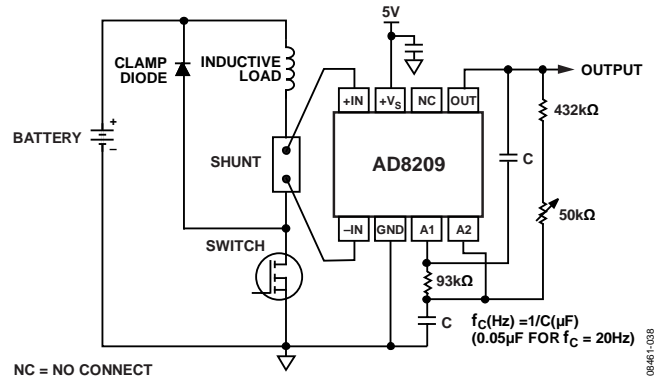 5V
CLAMP
DIODE
INDUCTIVE
LOAD
OUTPUT
+IN
+VS
NC
OUT
432kΩ
BATTERY
+
–
SHUNT
AD8209
C
50kΩ
SWITCH
–IN
GND
A1
A2
93kΩ
C
fC(Hz) =1/C(µF)
(0.05µF FOR fC = 20Hz)
NC = NO CONNECT
08461-038